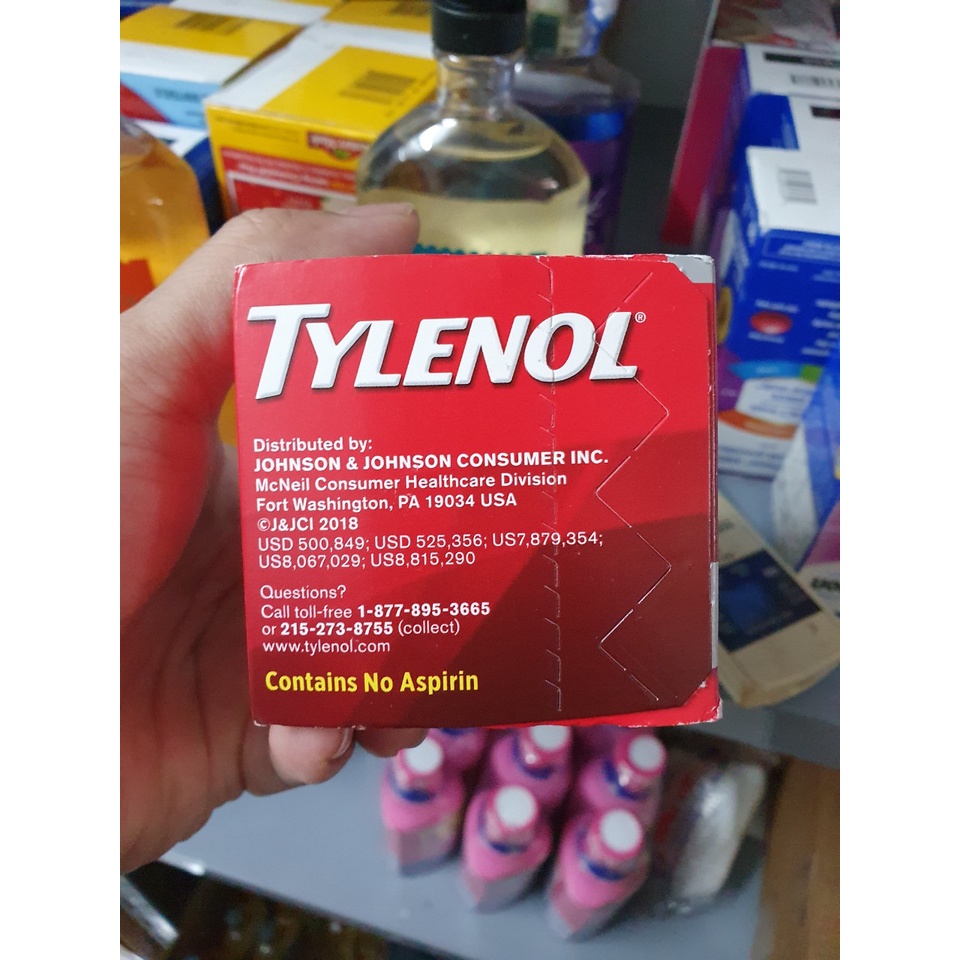 TYLENOL®
Distributed by:
JOHNSON & JOHNSON CONSUMER INC.
McNeil Consumer Healthcare Division
Fort Washington, PA 19034 USA
©J&JCI 2018
USD 500,849; USD 525,356; US7,879,354;
US8,067,029; US8,815,290
Questions?
Call toll-free 1-877-895-3665
or 215-273-8755 (collect)
www.tylenol.com
Contains No Aspirin